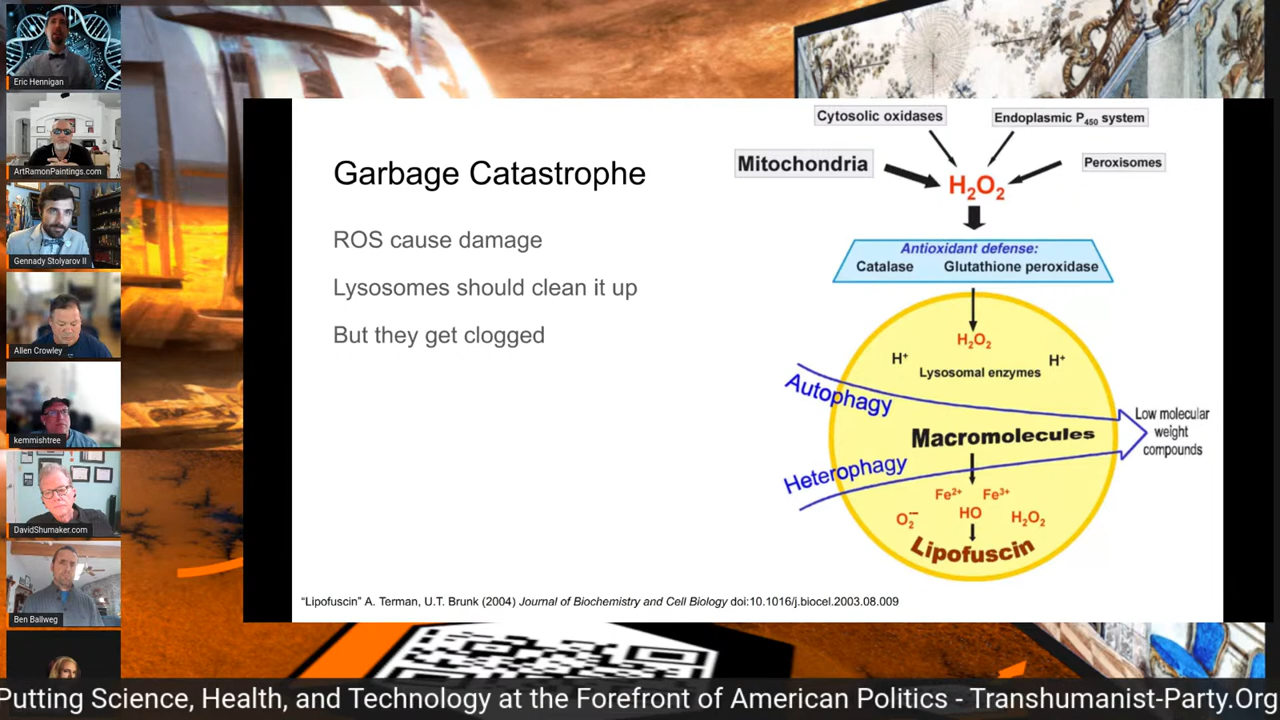 Eric Hennigan
ArtRamonPaintings.com
Gennady Stolyarov II
Allen Crowley
kemmishtree
DavidShumaker.com
Ben Ballweg
Garbage Catastrophe
ROS cause damage
Lysosomes should clean it up
But they get clogged
Cytosolic oxidases
Endoplasmic P450 system
Mitochondria
Peroxisomes
H2O2
Antioxidant defense:
Catalase Glutathione peroxidase
H2O2
H+ H+
Lysosomal enzymes
Autophagy
Macromolecules
Low molecular
weight
compounds
Heterophagy
Fe2+ Fe3+
O2− HO H2O2
Lipofuscin
“Lipofuscin” A. Terman, U.T. Brunk (2004) Journal of Biochemistry and Cell Biology doi:10.1016/j.biocel.2003.08.009
Putting Science, Health, and Technology at the Forefront of American Politics - Transhumanist-Party.Org